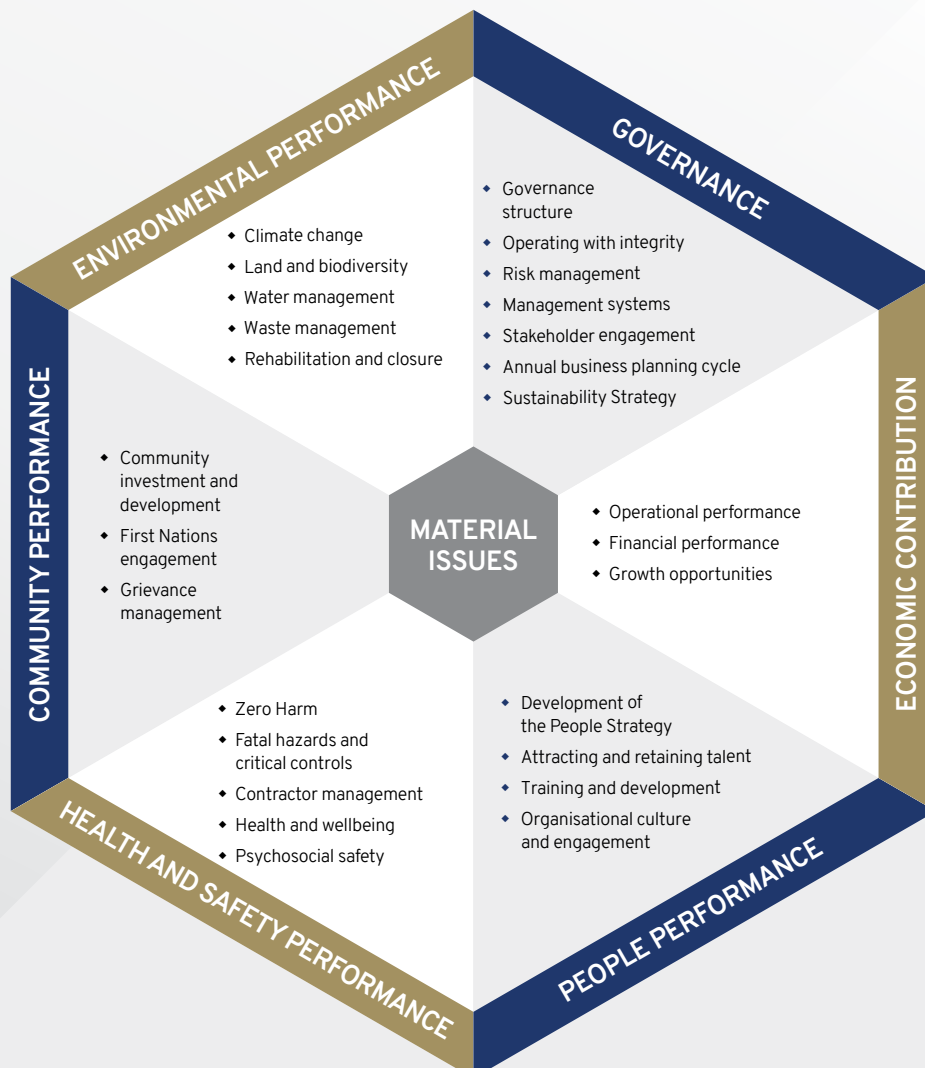 ENVIRONMENTAL PERFORMANCE
◆ Climate change
◆ Land and biodiversity
◆ Water management
◆ Waste management
◆ Rehabilitation and closure
GOVERNANCE
◆ Governance
structure
◆ Operating with integrity
◆ Risk management
◆ Management systems
◆ Stakeholder engagement
◆ Annual business planning cycle
◆ Sustainability Strategy
COMMUNITY PERFORMANCE
◆ Community
investment and
development
◆ First Nations
engagement
◆ Grievance
management
MATERIAL
ISSUES
ECONOMIC CONTRIBUTION
◆ Operational performance
◆ Financial performance
◆ Growth opportunities
HEALTH AND SAFETY PERFORMANCE
◆ Zero Harm
◆ Fatal hazards and
critical controls
◆ Contractor management
◆ Health and wellbeing
◆ Psychosocial safety
PEOPLE PERFORMANCE
◆ Development of
the People Strategy
◆ Attracting and retaining talent
◆ Training and development
◆ Organisational culture
and engagement